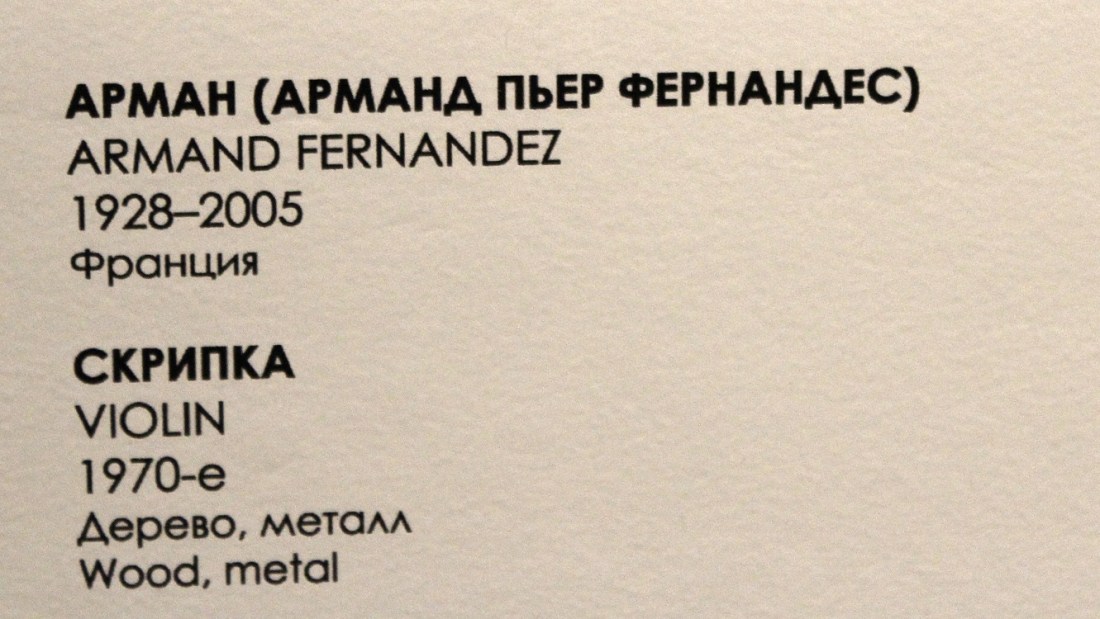 АРМАН (АРМАНД ПЬЕР ФЕРНАНДЕС)
ARMAND FERNANDEZ
1928–2005
Франция
СКРИПКА
VIOLIN
1970-е
Дерево, металл
Wood, metal